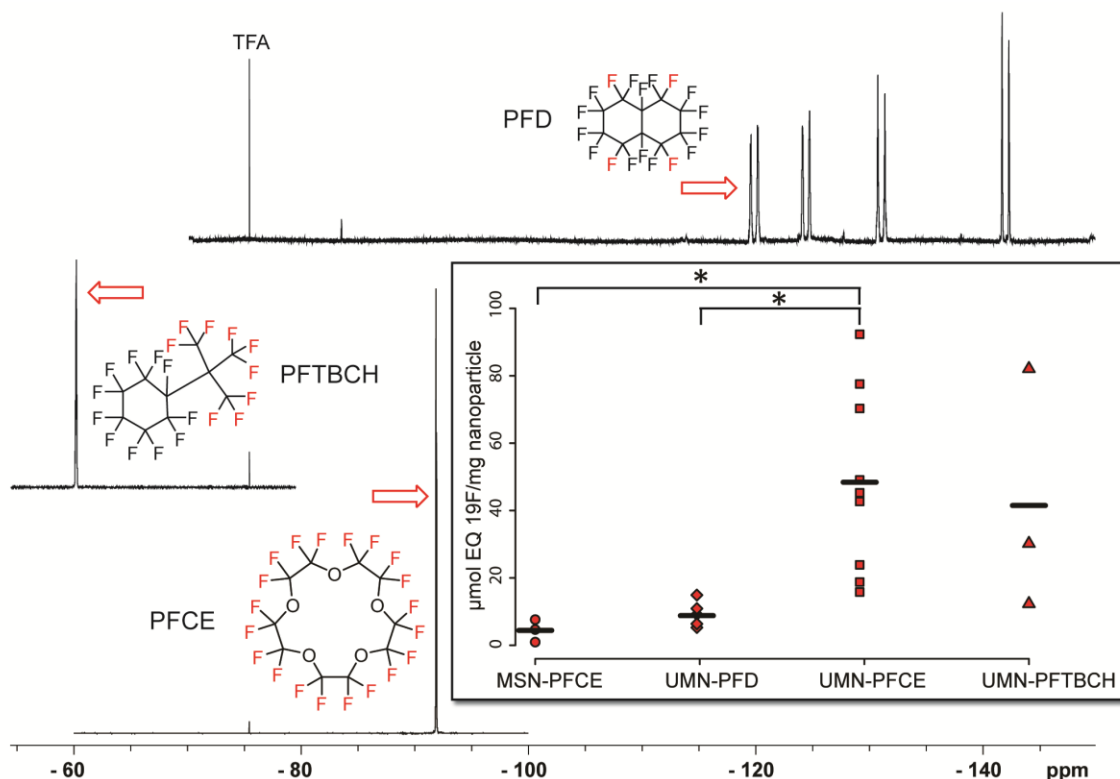 TFA
PFD
F F F F
F F F
F F
F F
F F F
F F F F
PFTBCH
F F F
F F F F
F F F
F F
F F
F F F
F F
F
PFCE
F F F F
F F
F O F
F F
O O
F F
F F
O O
F F
F F
F F
*
*
µmol EQ 19F/mg nanoparticle
100
80
60
40
20
0
MSN-PFCE UMN-PFD UMN-PFCE UMN-PFTBCH
- 60 - 80 - 100 - 120 - 140 ppm